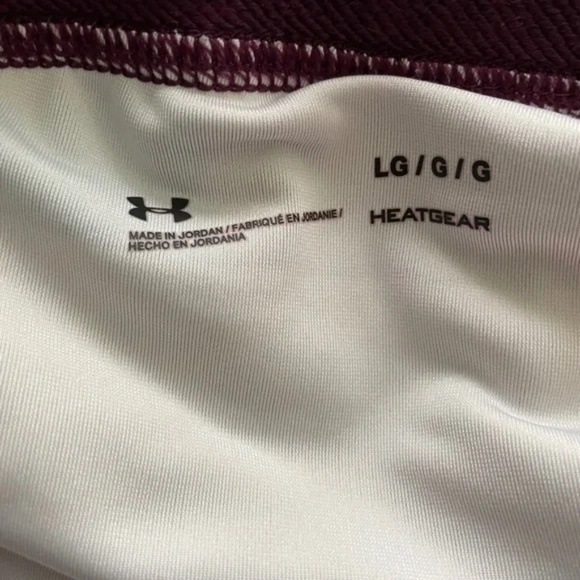 LG / G / G
HEATGEAR
MADE IN JORDAN / FABRIQUÉ EN JORDANIE /
HECHO EN JORDANIA